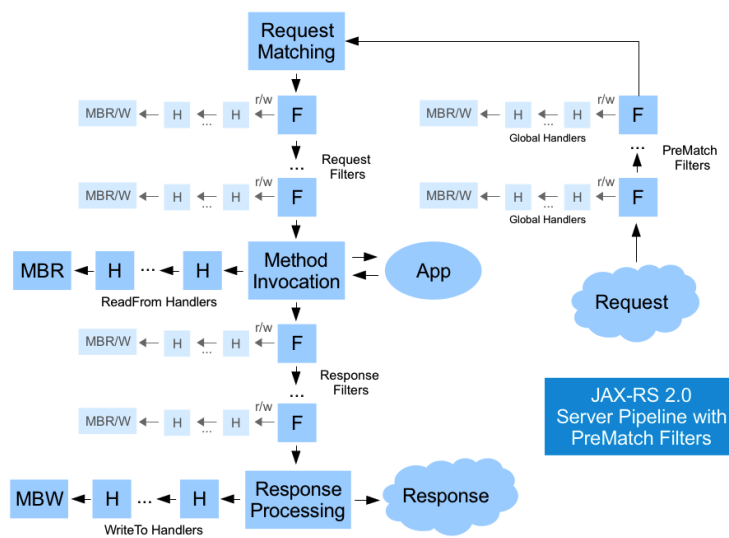 Request
Matching
r/w
MBR/W
H
...
H
F
r/w
MBR/W
H
...
H
F
Global Handlers
...
Request
Filters
...
PreMatch
Filters
r/w
MBR/W
H
...
H
F
r/w
MBR/W
H
...
H
F
Global Handlers
MBR
H
...
H
Method
Invocation
App
ReadFrom Handlers
Request
r/w
MBR/W
H
...
H
F
Response
Filters
...
r/w
MBR/W
H
...
H
F
JAX-RS 2.0
Server Pipeline with
PreMatch Filters
MBW
H
...
H
Response
Processing
Response
WriteTo Handlers